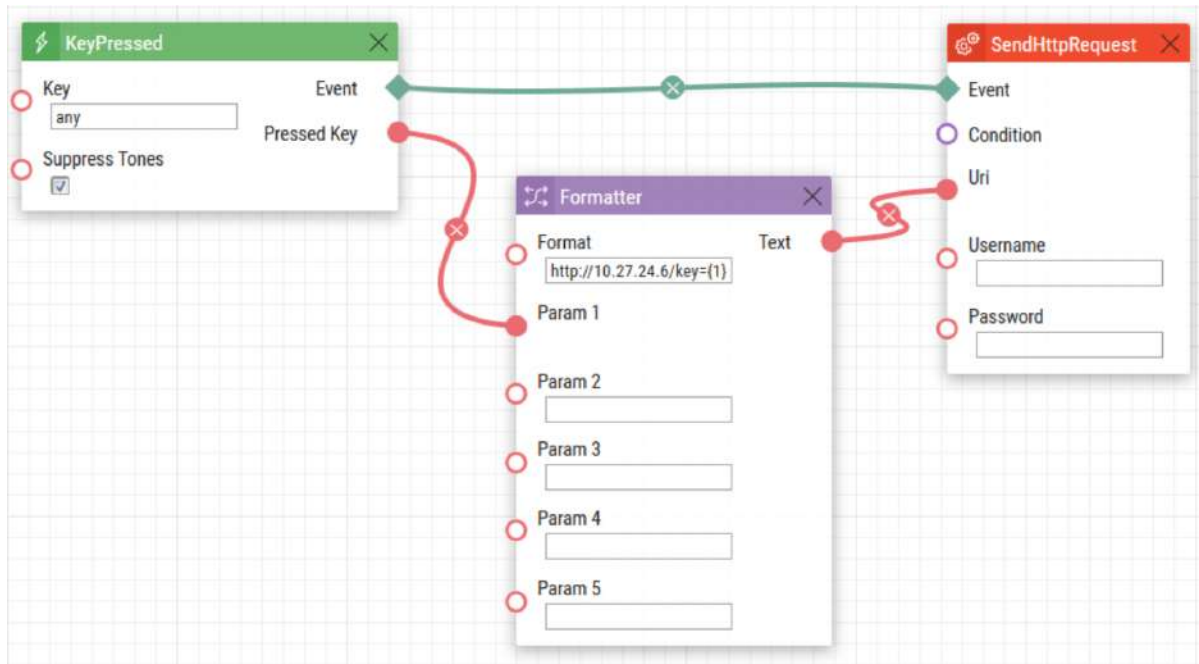 KeyPressed
Key
any
Event
Pressed Key
Suppress Tones
Formatter
Format
http://10.27.24.6/key={1}
Text
Param 1
Param 2
Param 3
Param 4
Param 5
SendHttpRequest
Event
Condition
Uri
Username
Password